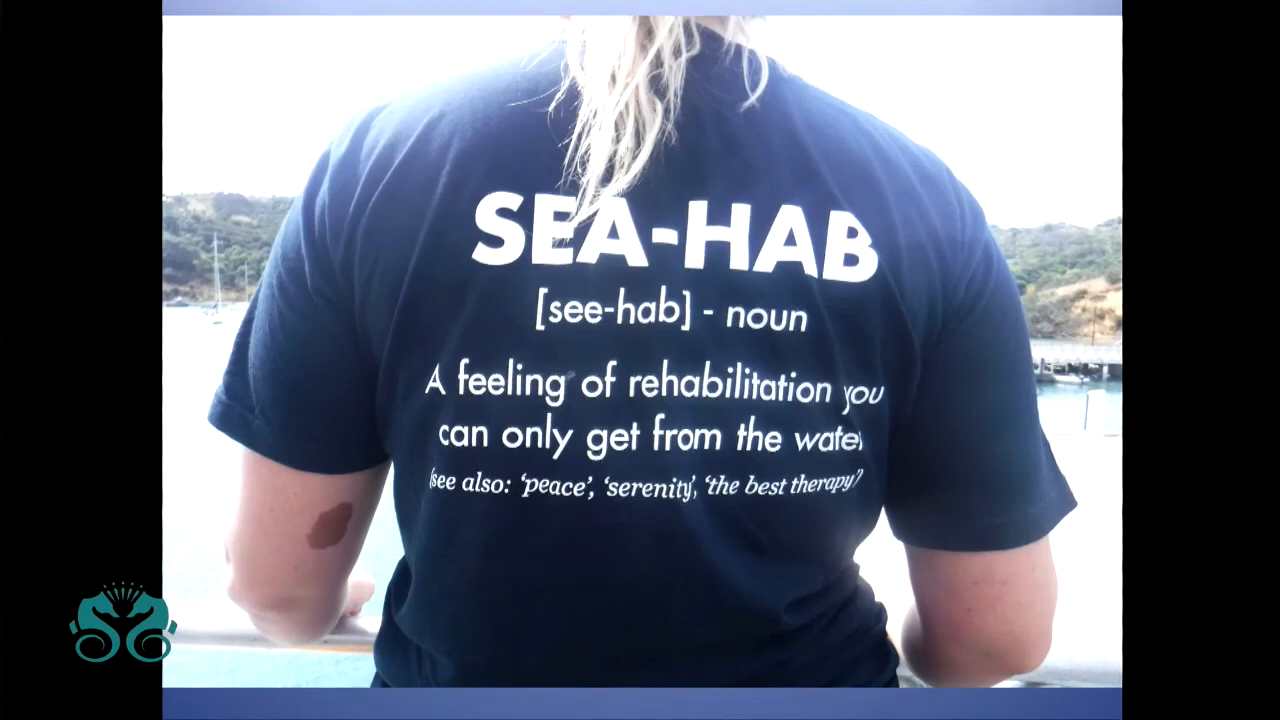 SEA-HAB
[see-hab] - noun
A feeling of rehabilitation you
can only get from the water
(see also: ‘peace’, ‘serenity’, ‘the best therapy’)